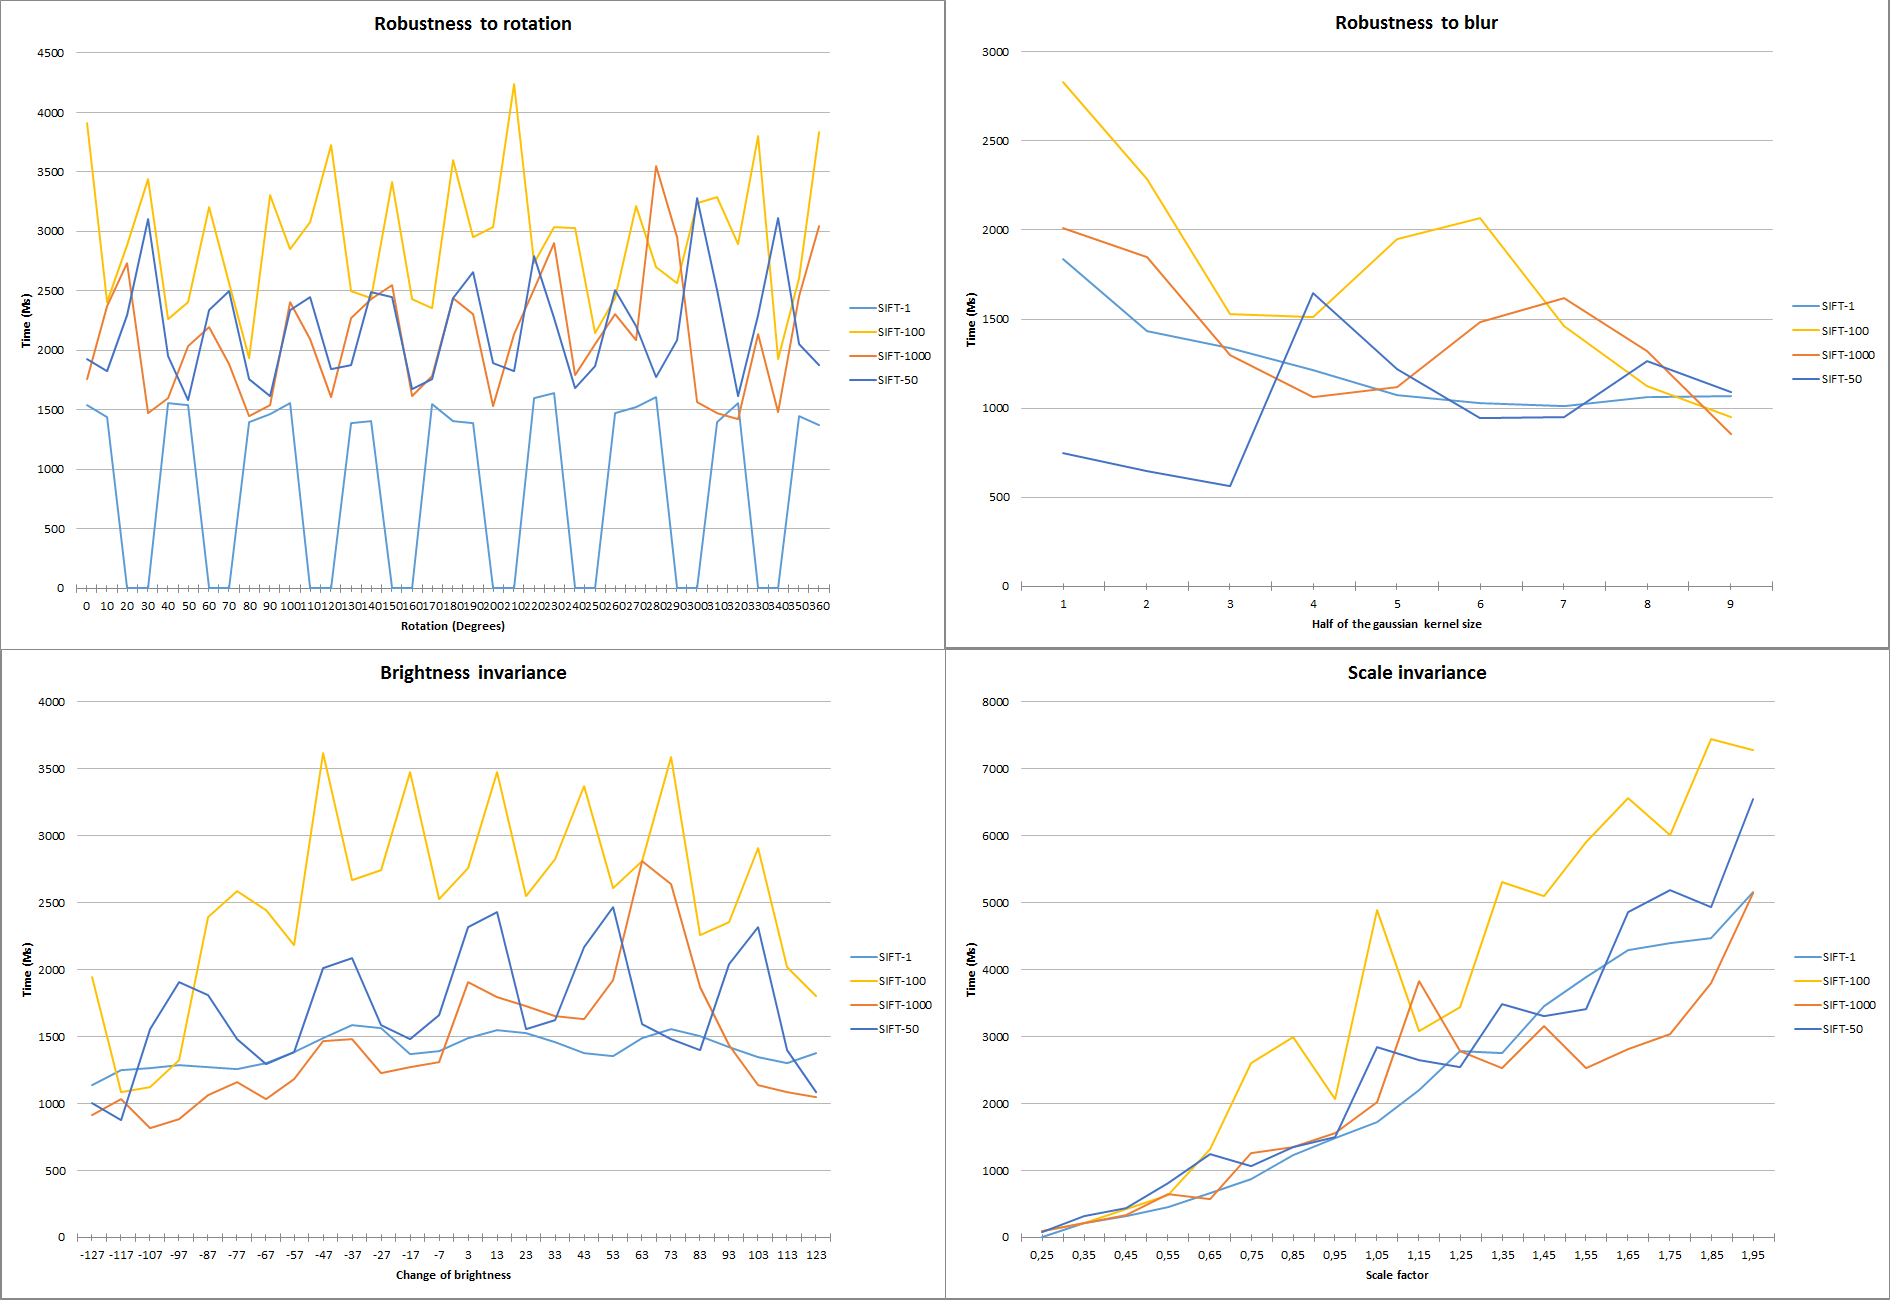 Robustness to rotation
4500
4000
3500
3000
2500
2000
1500
1000
500
0
Time (Ms)
0 10 20 30 40 50 60 70 80 90 100 110 120 130 140 150 160 170 180 190 200 210 220 230 240 250 260 270 280 290 300 310 320 330 340 350 360
Rotation (Degrees)
SIFT-1
SIFT-100
SIFT-1000
SIFT-50
Robustness to blur
3000
2500
2000
1500
1000
500
0
Time (Ms)
1 2 3 4 5 6 7 8 9
Half of the gaussian kernel size
SIFT-1
SIFT-100
SIFT-1000
SIFT-50
Brightness invariance
4000
3500
3000
2500
2000
1500
1000
500
0
Time (Ms)
-127 -117 -107 -97 -87 -77 -67 -57 -47 -37 -27 -17 -7 3 13 23 33 43 53 63 73 83 93 103 113 123
Change of brightness
SIFT-1
SIFT-100
SIFT-1000
SIFT-50
Scale invariance
8000
7000
6000
5000
4000
3000
2000
1000
0
Time (Ms)
0,25 0,35 0,45 0,55 0,65 0,75 0,85 0,95 1,05 1,15 1,25 1,35 1,45 1,55 1,65 1,75 1,85 1,95
Scale factor
SIFT-1
SIFT-100
SIFT-1000
SIFT-50